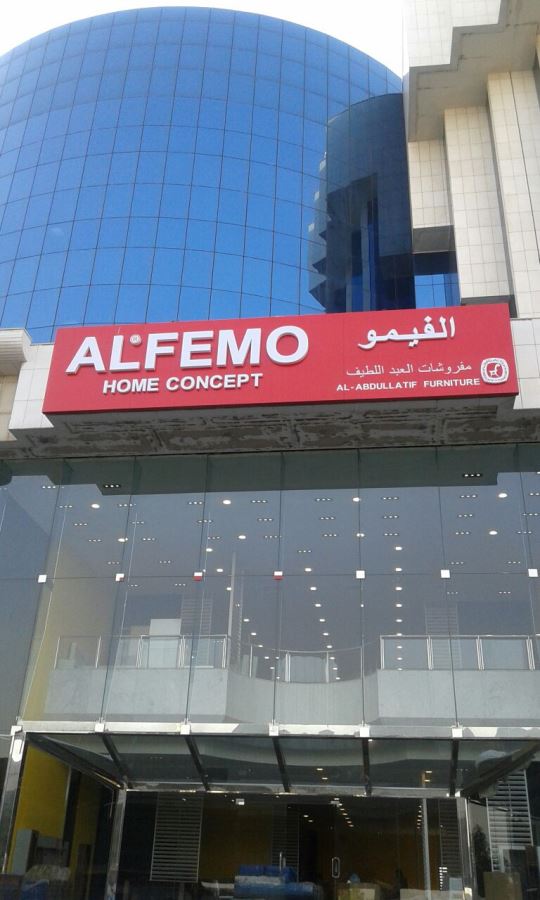 ALFEMO
HOME CONCEPT
الفيمو
مفروشات العبد اللطيف
AL-ABDULLATIF FURNITURE